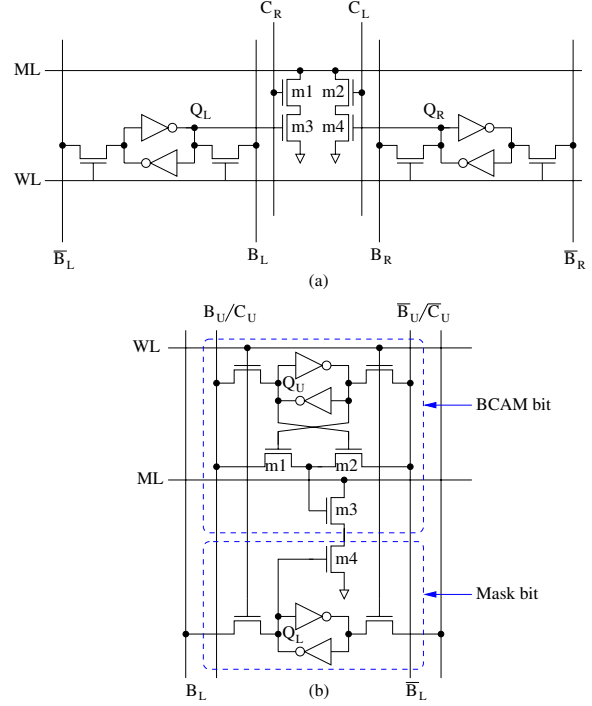 C_R C_L
ML
m1 m2
Q_L Q_R
m3 m4
WL
B̅_L B_L B_R B̅_R
(a)
B_U/C_U B̅_U/C̅_U
WL
Q_U
BCAM bit
m1 m2
ML
m3
m4
Mask bit
Q_L
B_L (b) B̅_L